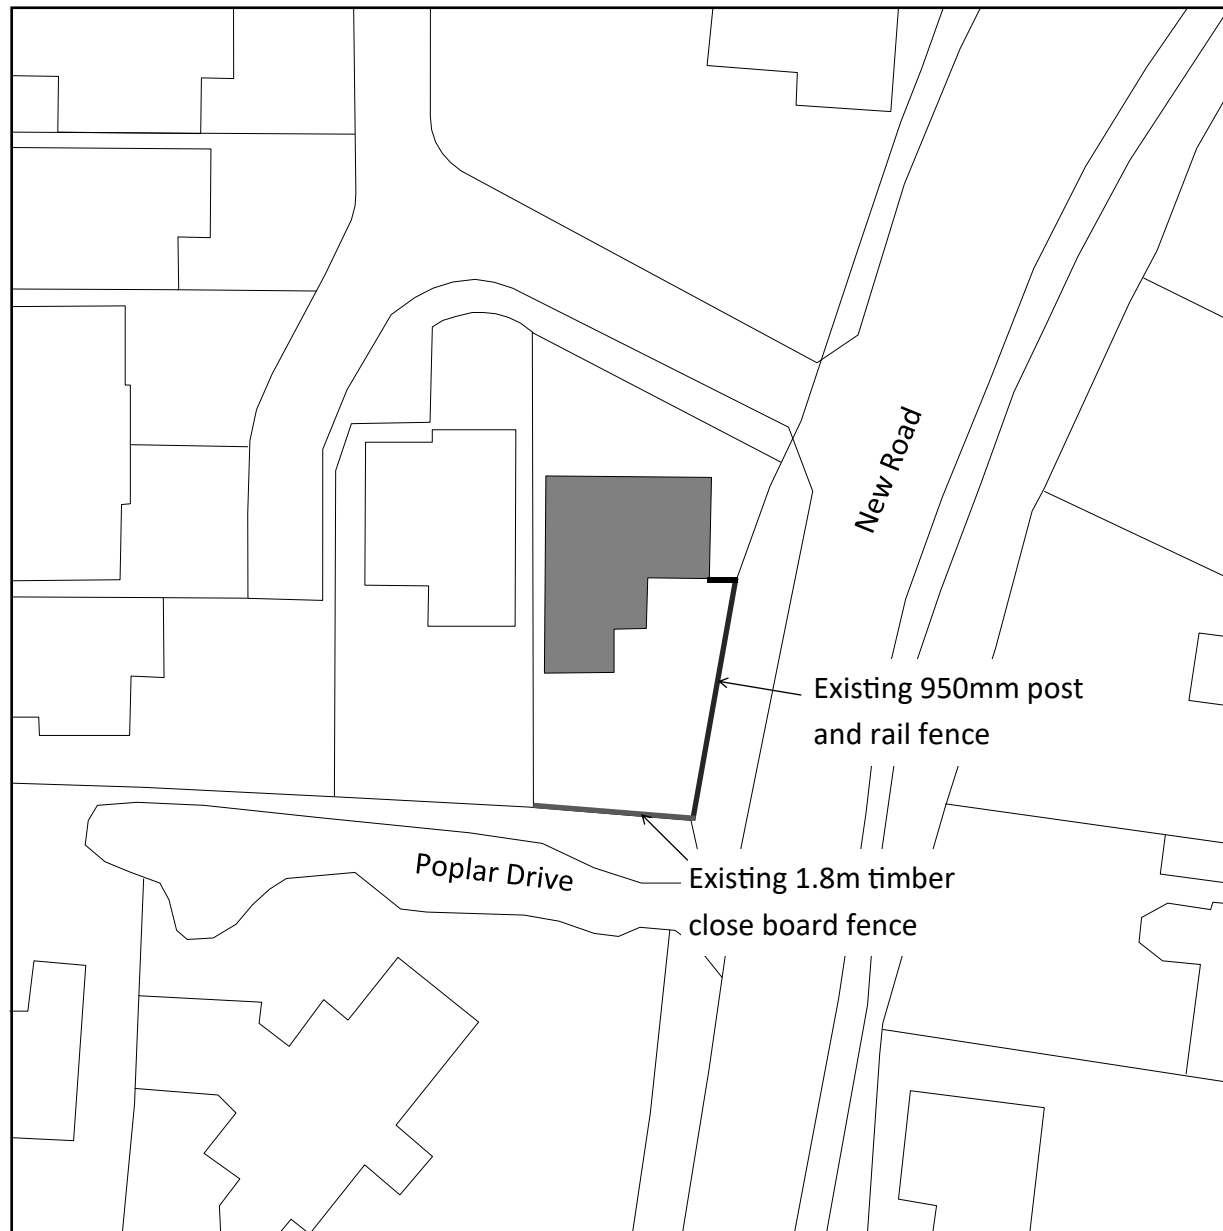 New Road
Existing 950mm post
and rail fence
Poplar Drive
Existing 1.8m timber
close board fence